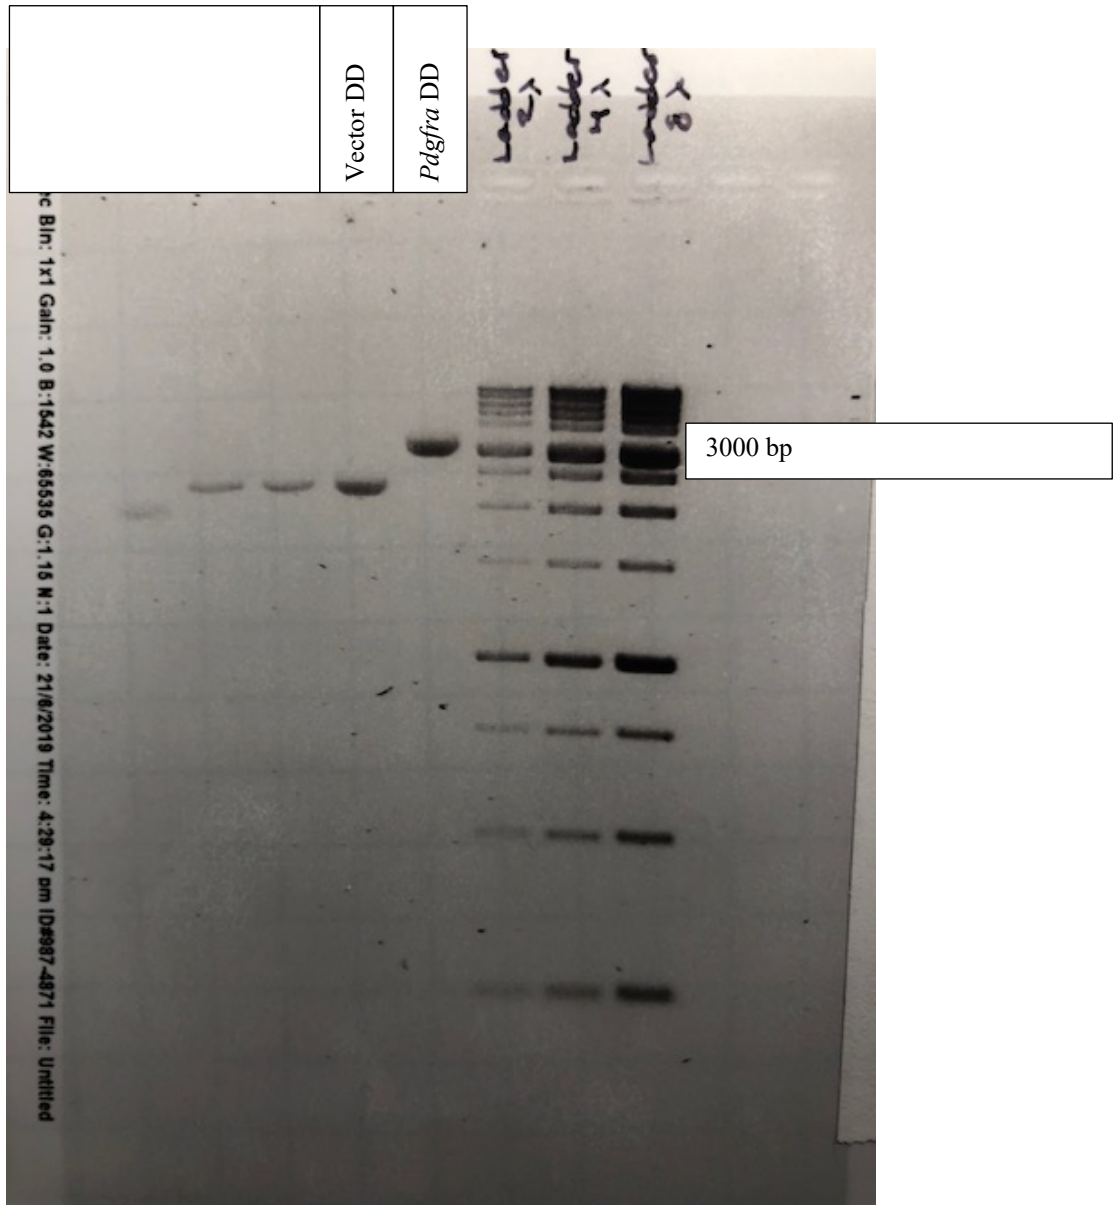 Vector DD
Pdgfra DD
Ladder
2λ
Ladder
4λ
Ladder
8λ
3000 bp
c Bin: 1x1 Gain: 1.0 B:1542 W:65535 G:1.15 N:1 Date: 21/6/2019 Time: 4:29:17 pm ID#987-4871 File: Untitled